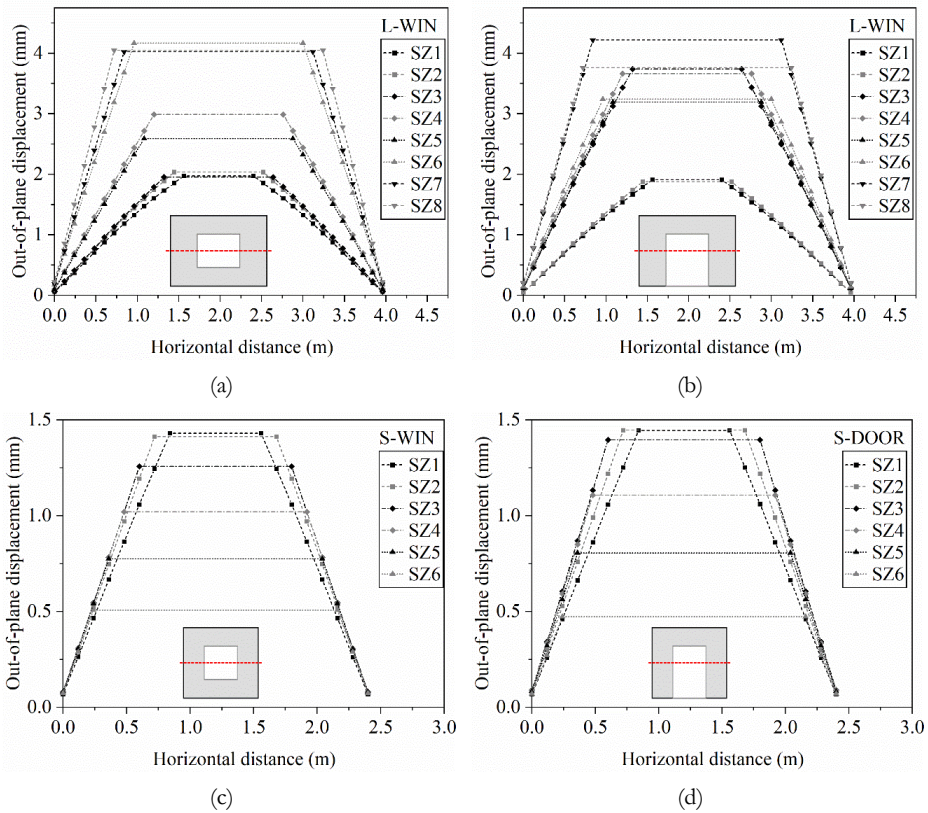 L-WIN
SZ1
SZ2
SZ3
SZ4
SZ5
SZ6
SZ7
SZ8
4
3
2
1
0
Out-of-plane displacement (mm)
0.0 0.5 1.0 1.5 2.0 2.5 3.0 3.5 4.0 4.5
Horizontal distance (m)
(a)
L-WIN
SZ1
SZ2
SZ3
SZ4
SZ5
SZ6
SZ7
SZ8
4
3
2
1
0
Out-of-plane displacement (mm)
0.0 0.5 1.0 1.5 2.0 2.5 3.0 3.5 4.0 4.5
Horizontal distance (m)
(b)
S-WIN
SZ1
SZ2
SZ3
SZ4
SZ5
SZ6
1.5
1.0
0.5
0.0
Out-of-plane displacement (mm)
0.0 0.5 1.0 1.5 2.0 2.5 3.0
Horizontal distance (m)
(c)
S-DOOR
SZ1
SZ2
SZ3
SZ4
SZ5
SZ6
1.5
1.0
0.5
0.0
Out-of-plane displacement (mm)
0.0 0.5 1.0 1.5 2.0 2.5 3.0
Horizontal distance (m)
(d)